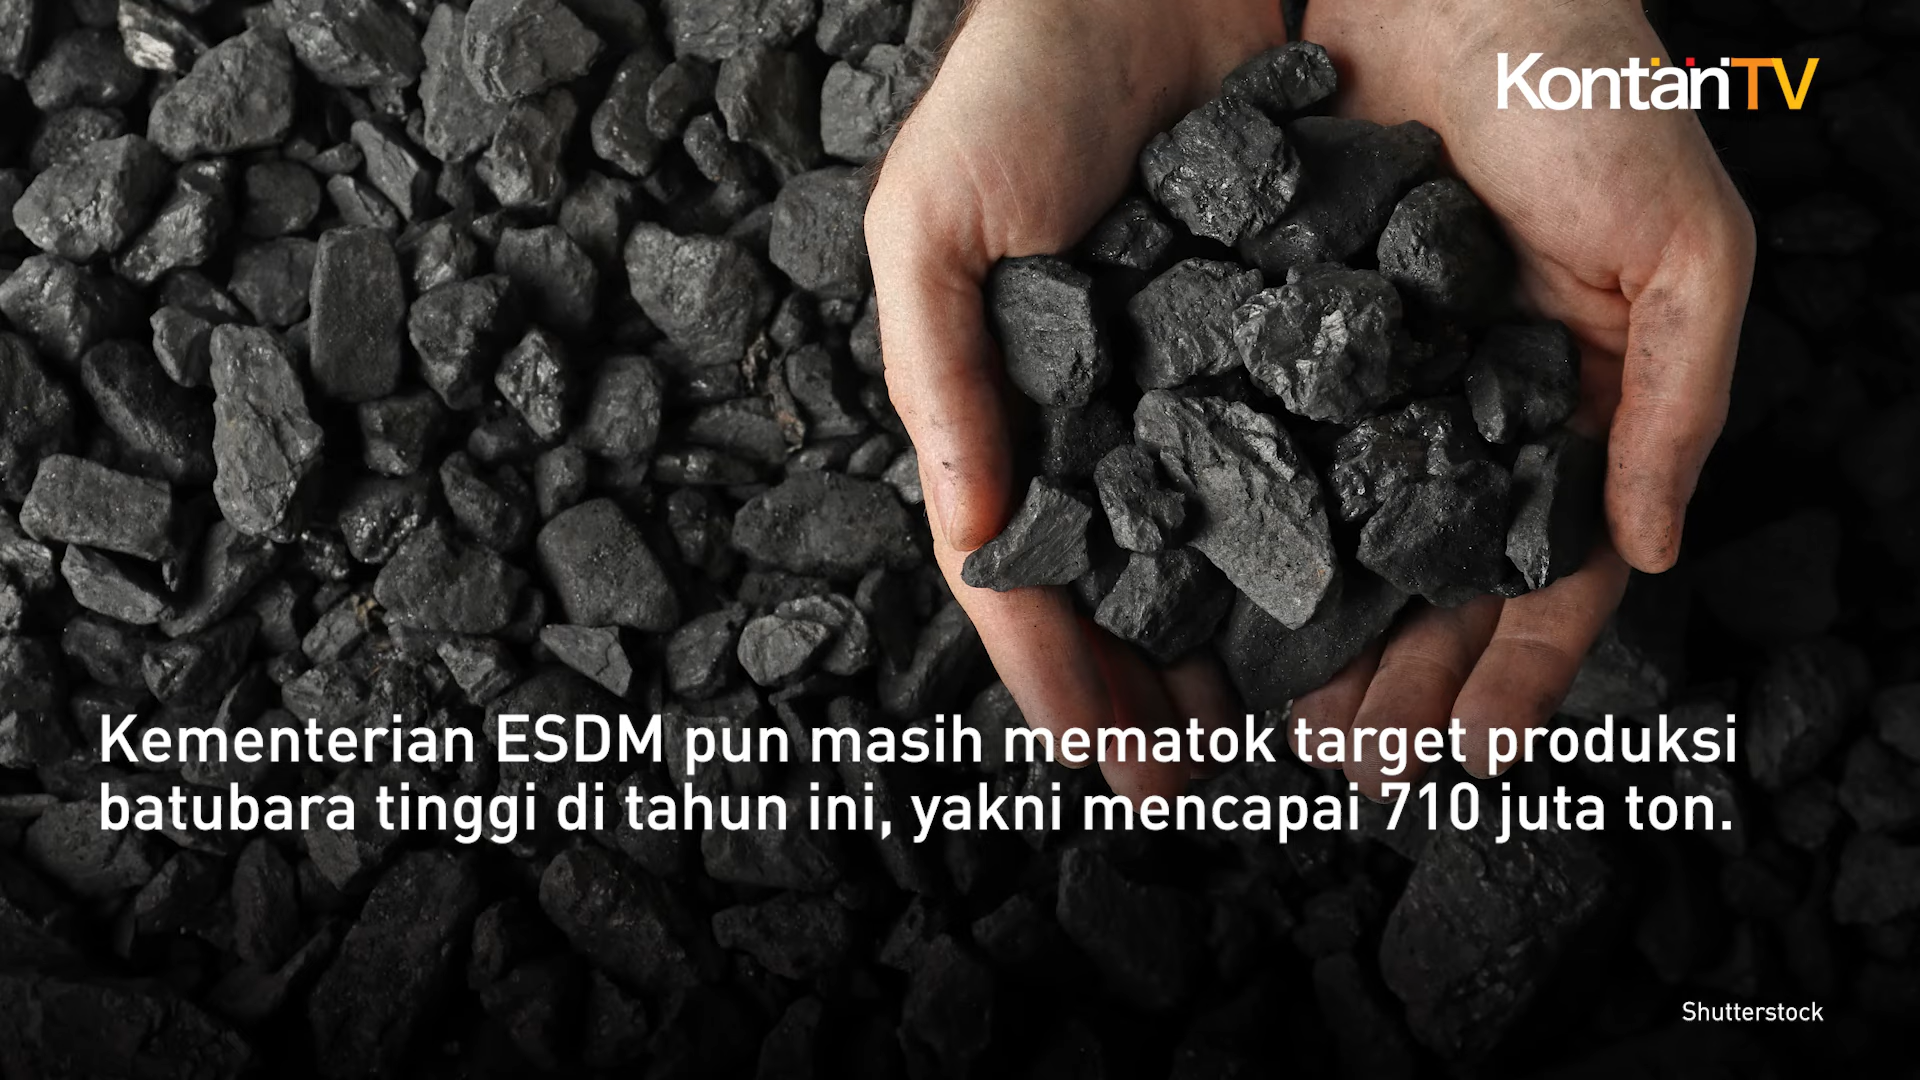 KontanTV
Kementerian ESDM pun masih mematok target produksi
batubara tinggi di tahun ini, yakni mencapai 710 juta ton.
Shutterstock